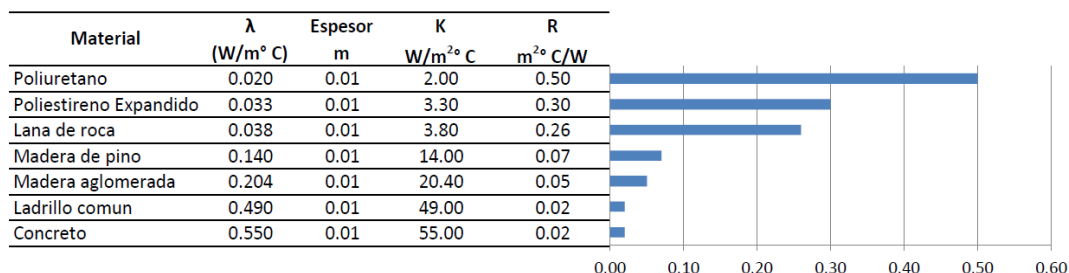 Material λ Espesor K R
(W/m° C) m W/m²° C m²° C/W
Poliuretano 0.020 0.01 2.00 0.50
Poliestireno Expandido 0.033 0.01 3.30 0.30
Lana de roca 0.038 0.01 3.80 0.26
Madera de pino 0.140 0.01 14.00 0.07
Madera aglomerada 0.204 0.01 20.40 0.05
Ladrillo comun 0.490 0.01 49.00 0.02
Concreto 0.550 0.01 55.00 0.02
0.00 0.10 0.20 0.30 0.40 0.50 0.60